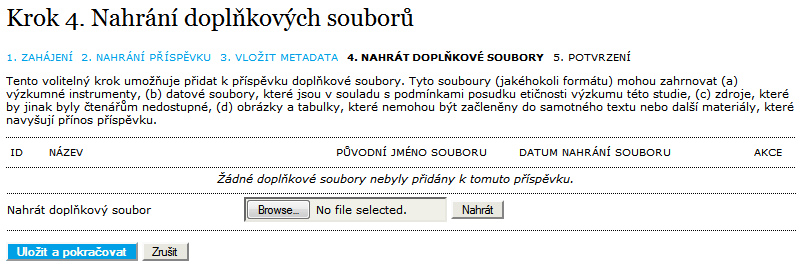 Krok 4. Nahrání doplňkových souborů
1. ZAHÁJENÍ 2. NAHRÁNÍ PŘÍSPĚVKU 3. VLOŽIT METADATA 4. NAHRÁT DOPLŇKOVÉ SOUBORY 5. POTVRZENÍ
Tento volitelný krok umožňuje přidat k příspěvku doplňkové soubory. Tyto souboury (jakéhokoli formátu) mohou zahrnovat (a)
výzkumné instrumenty, (b) datové soubory, které jsou v souladu s podmínkami posudku etičnosti výzkumu této studie, (c) zdroje, které
by jinak byly čtenářům nedostupné, (d) obrázky a tabulky, které nemohou být začleněny do samotného textu nebo další materiály, které
navyšují přínos příspěvku.
ID NÁZEV PŮVODNÍ JMÉNO SOUBORU DATUM NAHRÁNÍ SOUBORU AKCE
Žádné doplňkové soubory nebyly přidány k tomuto příspěvku.
Nahrát doplňkový soubor Browse... No file selected. Nahrát
Uložit a pokračovat Zrušit